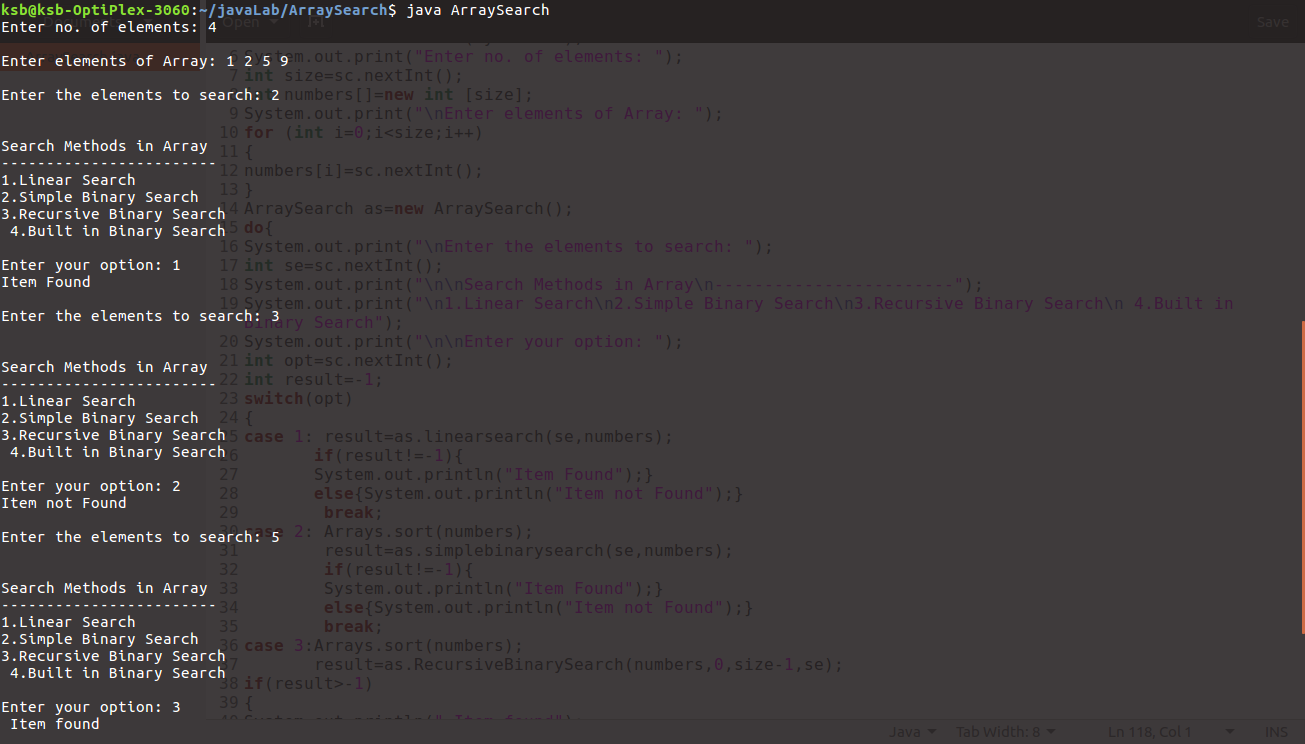 ksb@ksb-OptiPlex-3060:~/javaLab/ArraySearch$ java ArraySearch
Enter no. of elements: 4
Enter elements of Array: 1 2 5 9
Enter the elements to search: 2
Search Methods in Array
------------------------
1.Linear Search
2.Simple Binary Search
3.Recursive Binary Search
 4.Built in Binary Search
Enter your option: 1
Item Found
Enter the elements to search: 3
Search Methods in Array
------------------------
1.Linear Search
2.Simple Binary Search
3.Recursive Binary Search
 4.Built in Binary Search
Enter your option: 2
Item not Found
Enter the elements to search: 5
Search Methods in Array
------------------------
1.Linear Search
2.Simple Binary Search
3.Recursive Binary Search
 4.Built in Binary Search
Enter your option: 3
 Item found
Open
Save
6 System.out.print("Enter no. of elements: ");
7 int size=sc.nextInt();
numbers[]=new int [size];
9 System.out.print("\nEnter elements of Array: ");
10 for (int i=0;i<size;i++)
11 {
12 numbers[i]=sc.nextInt();
13 }
14 ArraySearch as=new ArraySearch();
15 do{
16 System.out.print("\nEnter the elements to search: ");
17 int se=sc.nextInt();
18 System.out.print("\n\nSearch Methods in Array\n------------------------");
19 System.out.print("\n1.Linear Search\n2.Simple Binary Search\n3.Recursive Binary Search\n 4.Built in
Binary Search");
20 System.out.print("\n\nEnter your option: ");
21 int opt=sc.nextInt();
22 int result=-1;
23 switch(opt)
24 {
25 case 1: result=as.linearsearch(se,numbers);
26 if(result!=-1){
27 System.out.println("Item Found");}
28 else{System.out.println("Item not Found");}
29 break;
30 case 2: Arrays.sort(numbers);
31 result=as.simplebinarysearch(se,numbers);
32 if(result!=-1){
33 System.out.println("Item Found");}
34 else{System.out.println("Item not Found");}
35 break;
36 case 3:Arrays.sort(numbers);
37 result=as.RecursiveBinarySearch(numbers,0,size-1,se);
38 if(result>-1)
39 {
40 System.out.println(" Item found")
Java Tab Width: 8 Ln 118, Col 1 INS